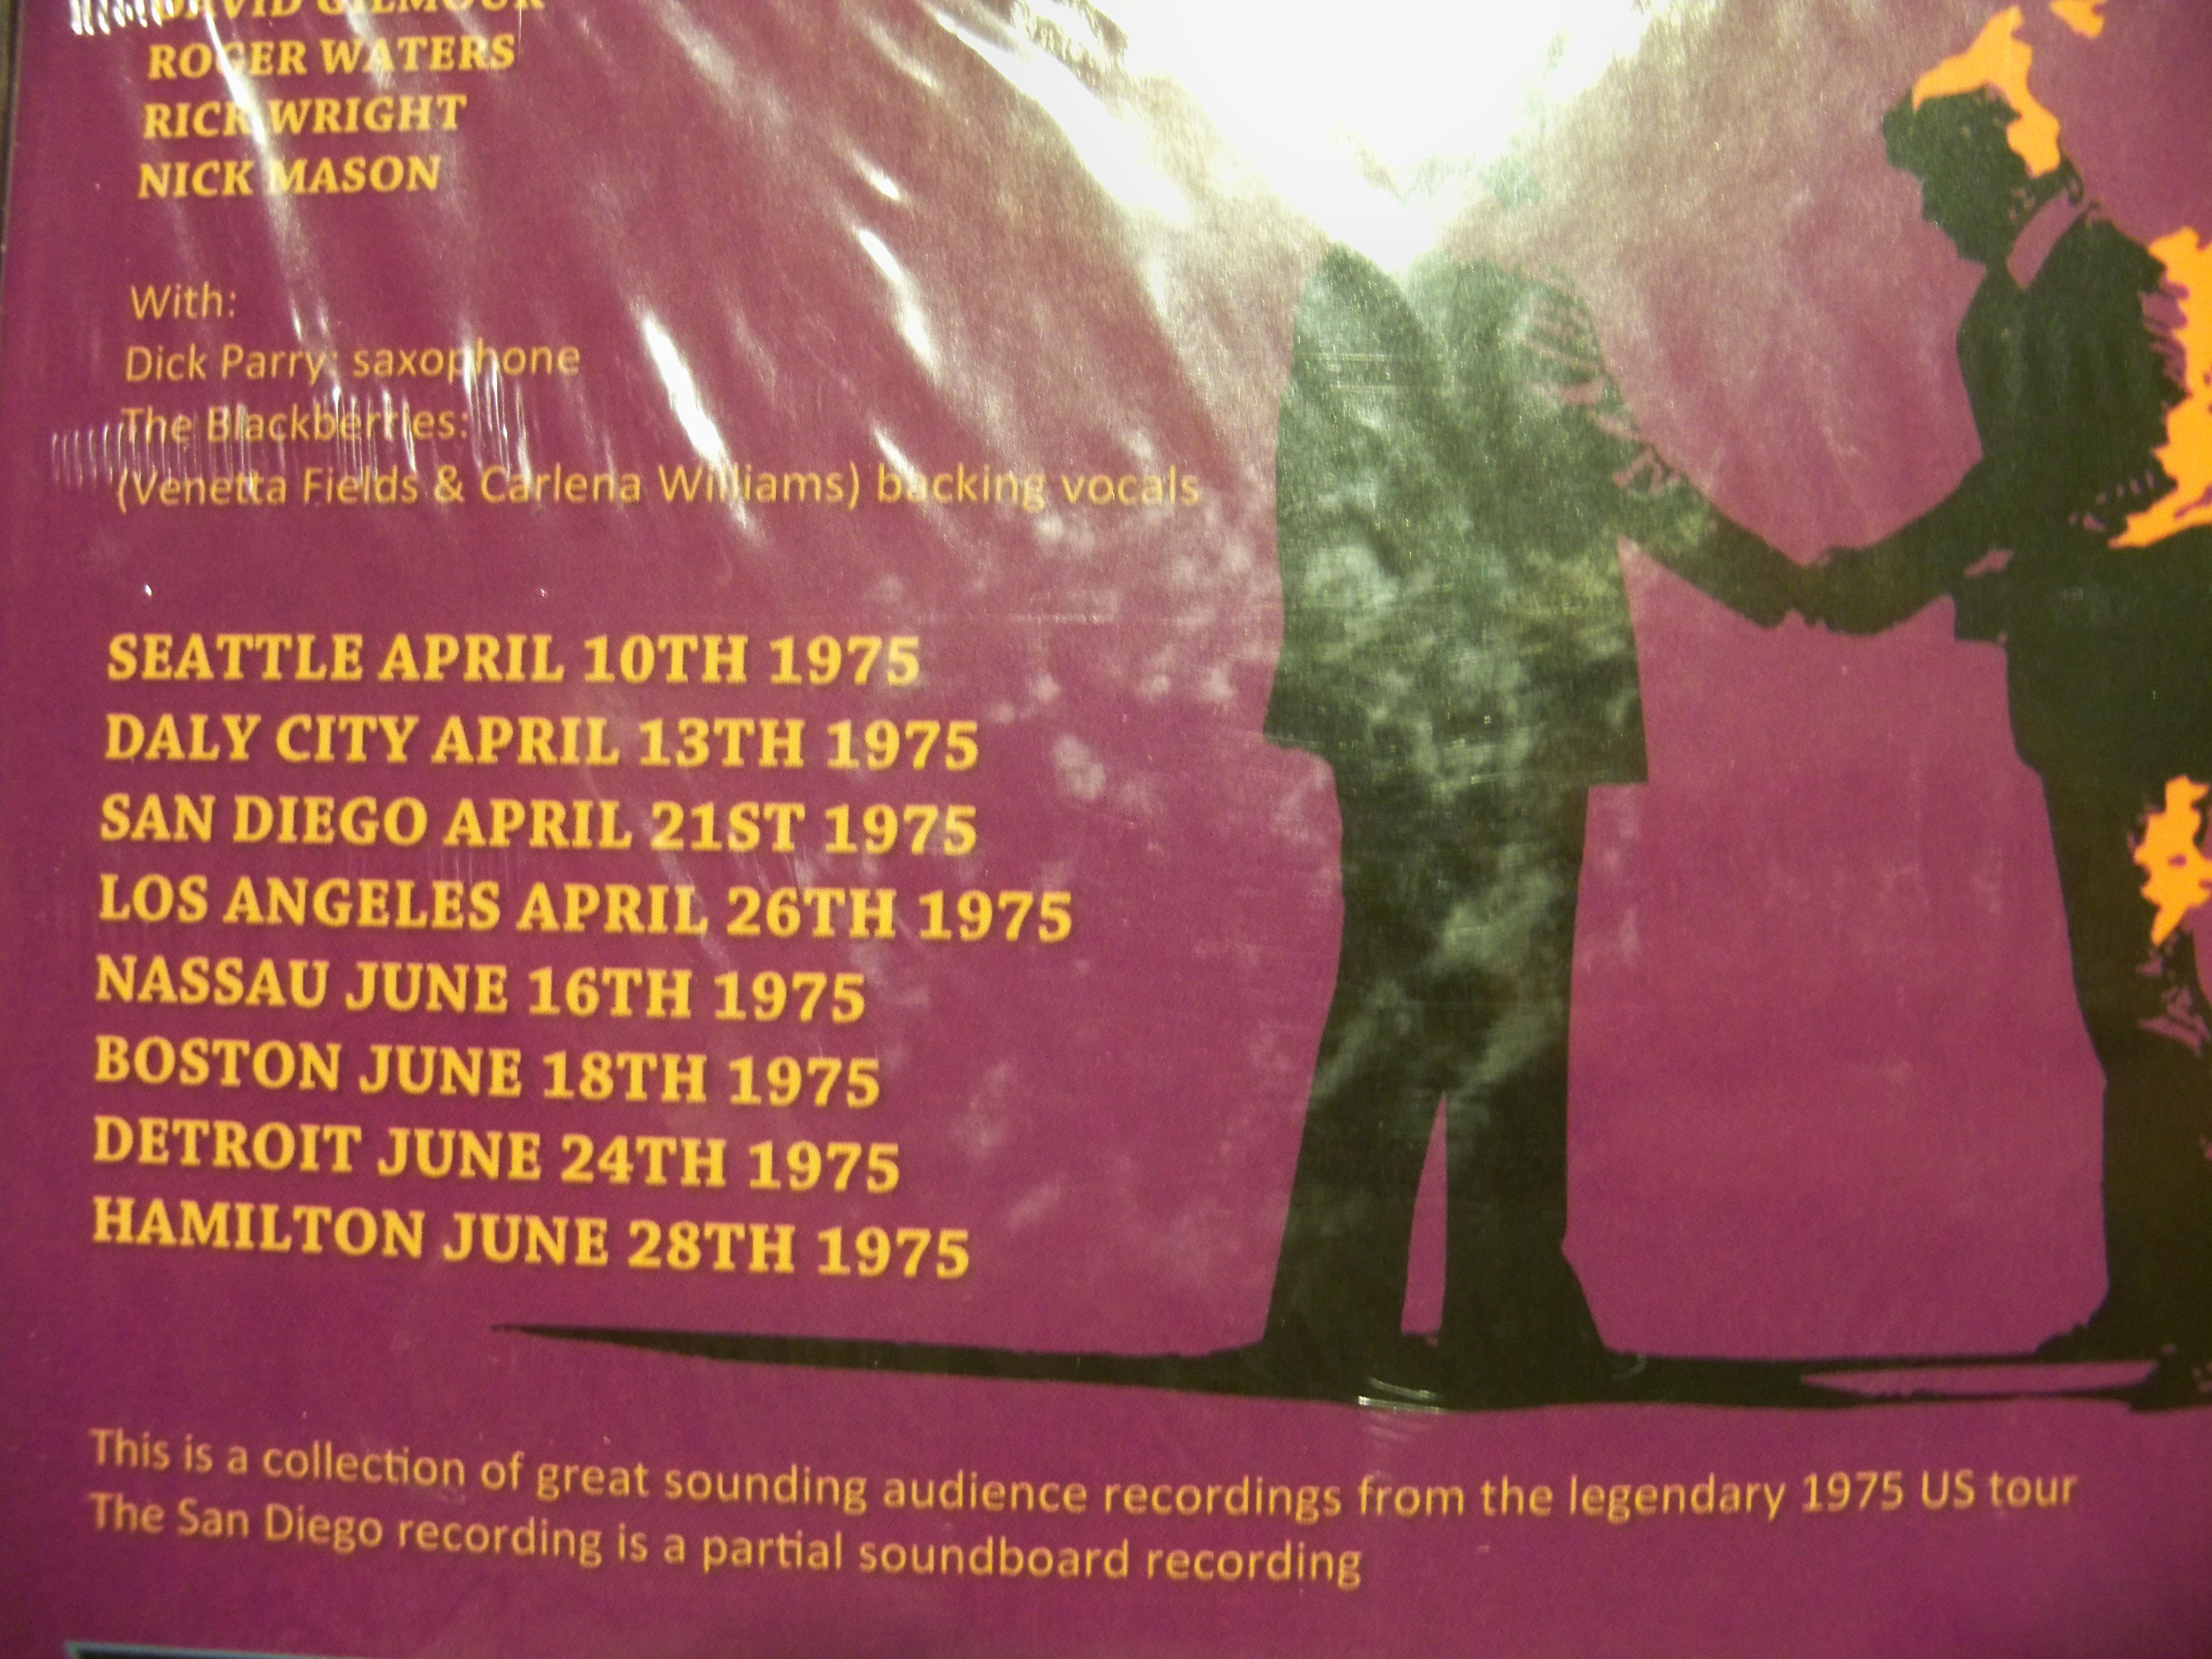 DAVID GILMOUR
ROGER WATERS
RICK WRIGHT
NICK MASON
With:
Dick Parry: saxophone
The Blackberries:
(Venetta Fields & Carlena Williams) backing vocals
SEATTLE APRIL 10TH 1975
DALY CITY APRIL 13TH 1975
SAN DIEGO APRIL 21ST 1975
LOS ANGELES APRIL 26TH 1975
NASSAU JUNE 16TH 1975
BOSTON JUNE 18TH 1975
DETROIT JUNE 24TH 1975
HAMILTON JUNE 28TH 1975
This is a collection of great sounding audience recordings from the legendary 1975 US tour
The San Diego recording is a partial soundboard recording